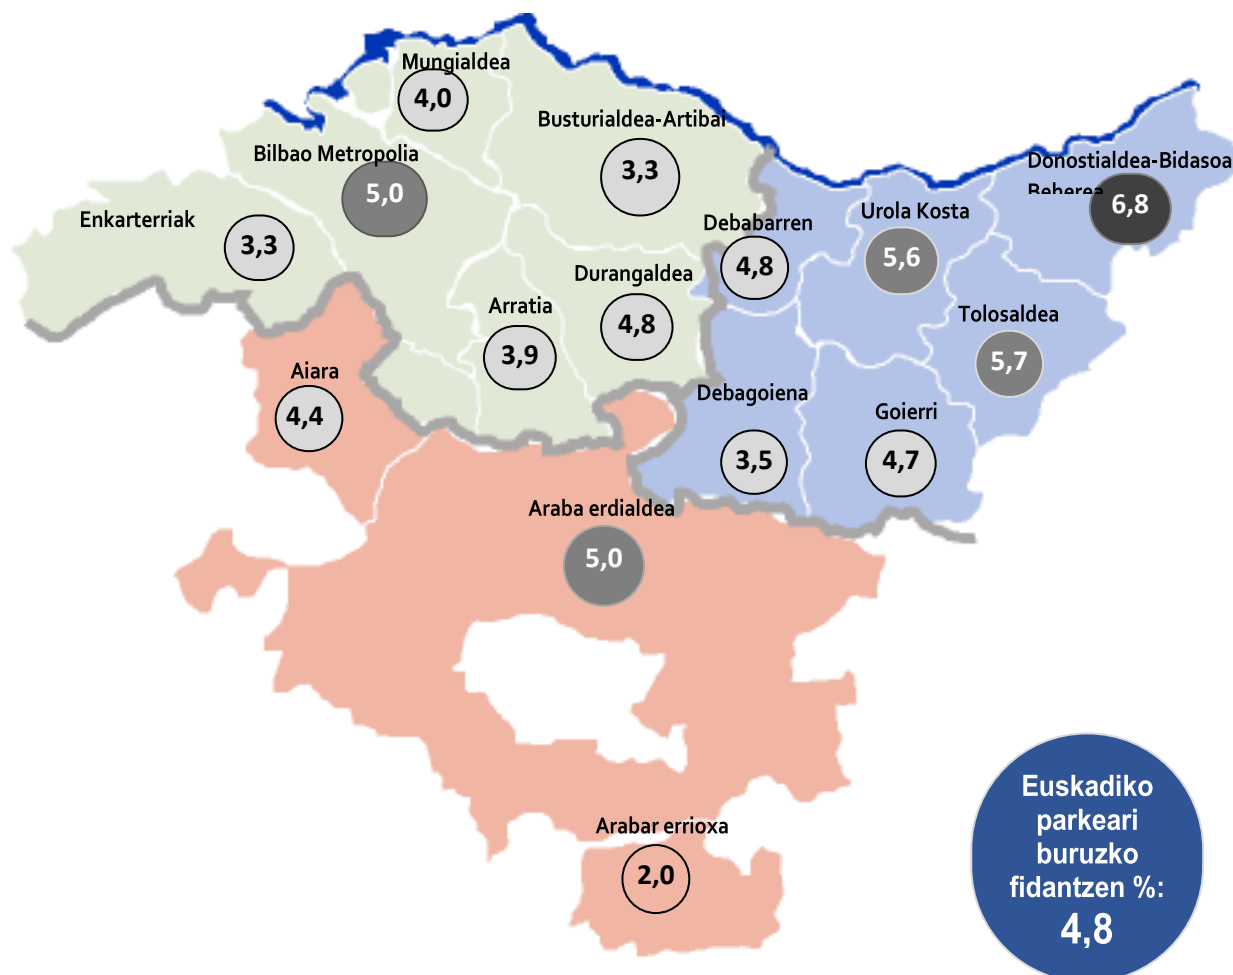 Mungialdea
4,0
Busturialdea-Artibai
3,3
Bilbao Metropolia
5,0
Donostialdea-Bidasoa
Beherea
6,8
Enkarterriak
3,3
Debabarren
4,8
Urola Kosta
5,6
Durangaldea
4,8
Arratia
3,9
Tolosaldea
5,7
Aiara
4,4
Debagoiena
3,5
Goierri
4,7
Araba erdialdea
5,0
Arabar errioxa
2,0
Euskadiko
parkeari
buruzko
fidantzen %:
4,8